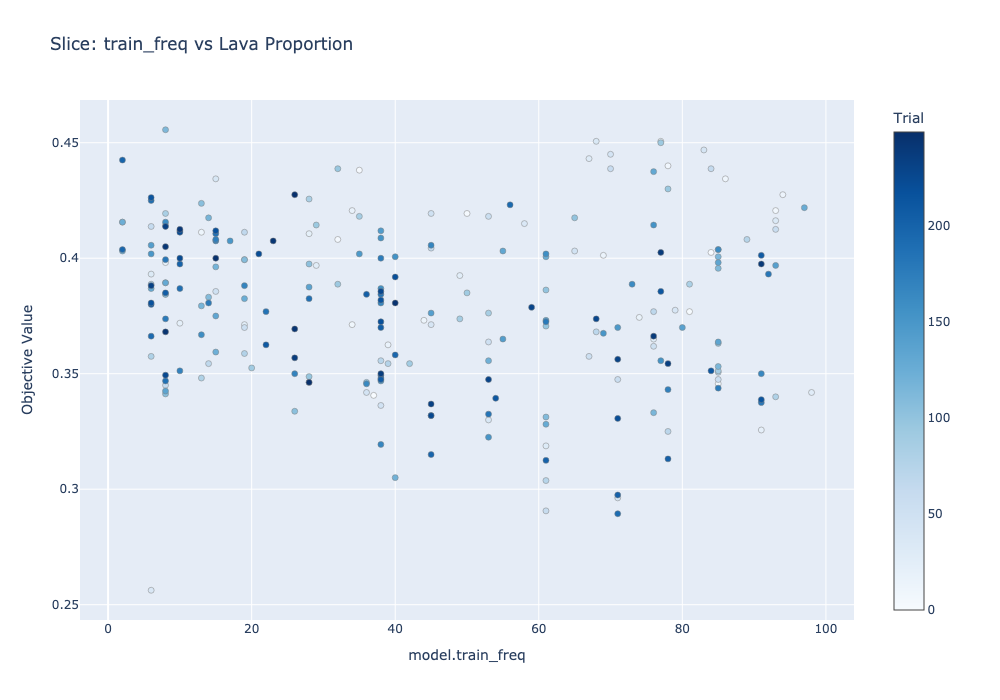 Slice: train_freq vs Lava Proportion
Trial
0.45
0.4
0.35
0.3
0.25
Objective Value
200
150
100
50
0
0 20 40 60 80 100
model.train_freq